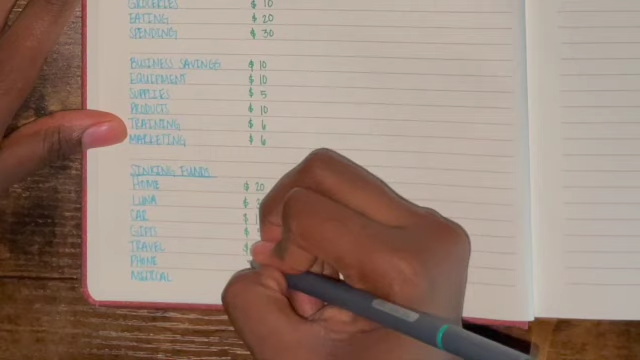 GROCERIES $ 10
EATING $ 20
SPENDING $ 30
BUSINESS SAVINGS $ 10
EQUIPMENT $ 10
SUPPLIES $ 5
PRODUCTS $ 10
TRAINING $ 6
MARKETING $ 6
SINKING FUNDS
HOME $ 20
LUNA $
CAR $
GIFTS $
TRAVEL $
PHONE
MEDICAL